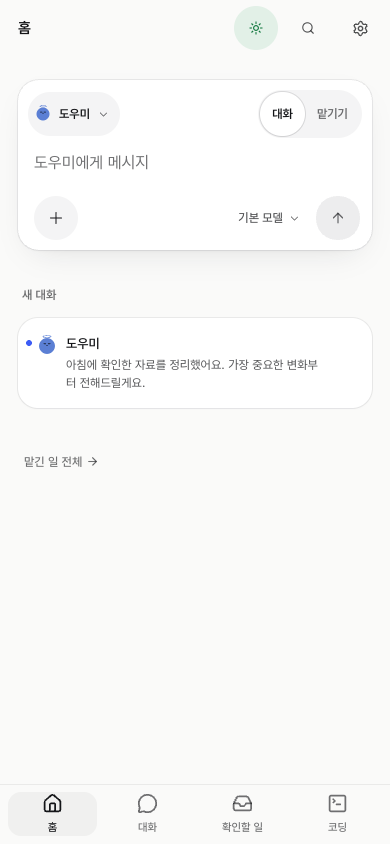 홈
도우미
대화
맡기기
도우미에게 메시지
기본 모델
새 대화
도우미
아침에 확인한 자료를 정리했어요. 가장 중요한 변화부
터 전해드릴게요.
맡긴 일 전체
홈
대화
확인할 일
코딩